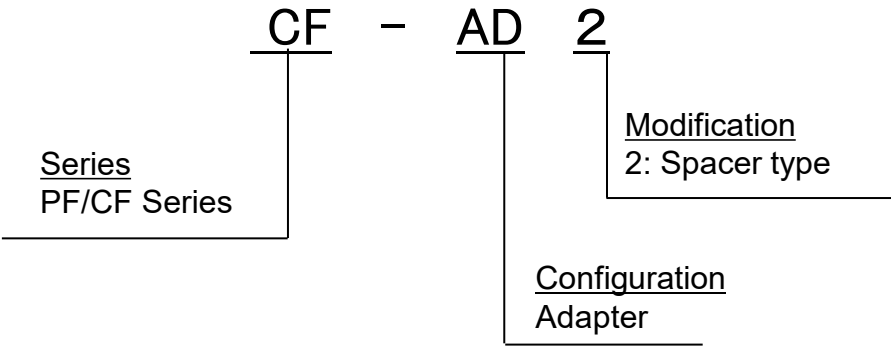 CF - AD 2
Modification
2: Spacer type
Series
PF/CF Series
Configuration
Adapter